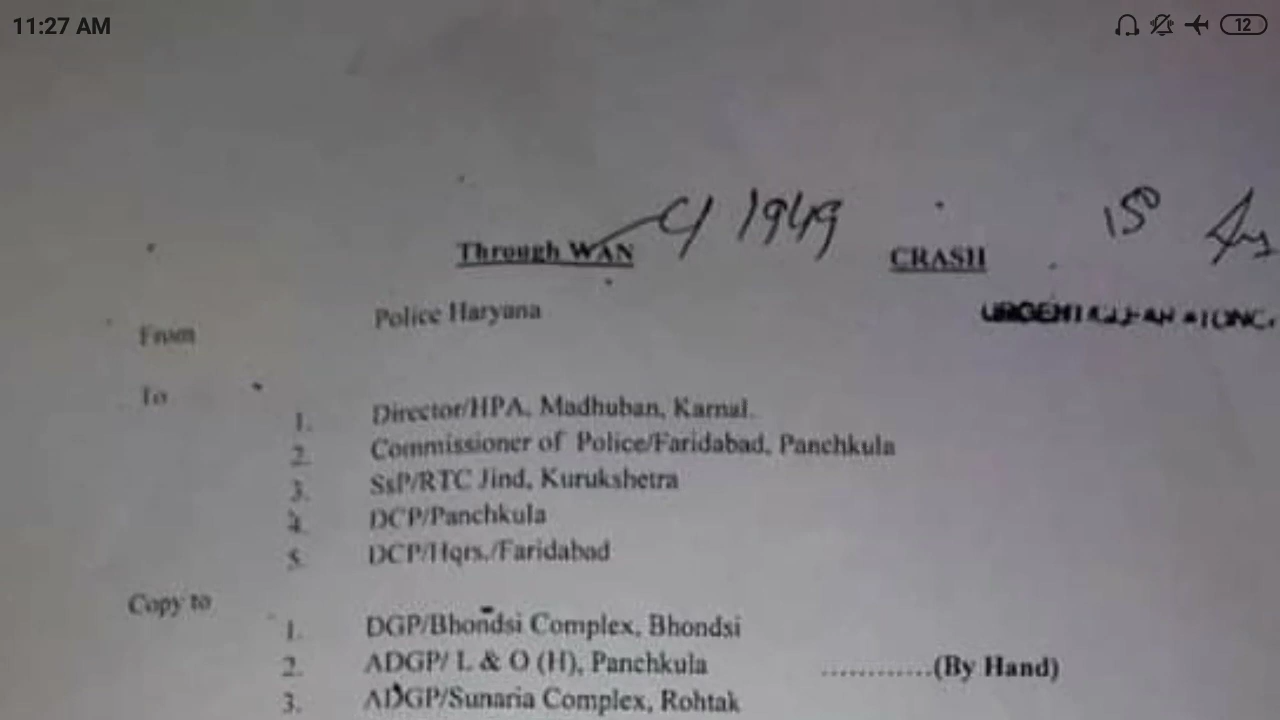 11:27 AM
12
Through WAN
1949
CRASH
Police Haryana
From
To
1. Director/HPA, Madhuban, Karnal.
2. Commissioner of Police/Faridabad, Panchkula
3. SsP/RTC Jind, Kurukshetra
4. DCP/Panchkula
5. DCP/Hqrs./Faridabad
Copy to
1. DGP/Bhondsi Complex, Bhondsi
2. ADGP/ L & O (H), Panchkula ............(By Hand)
3. ADGP/Sunaria Complex, Rohtak